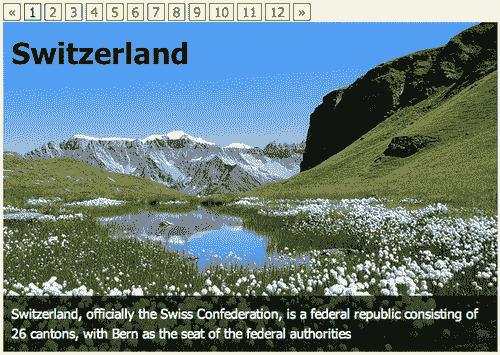 « 1 2 3 4 5 6 7 8 9 10 11 12 »
Switzerland
Switzerland, officially the Swiss Confederation, is a federal republic consisting of
26 cantons, with Bern as the seat of the federal authorities